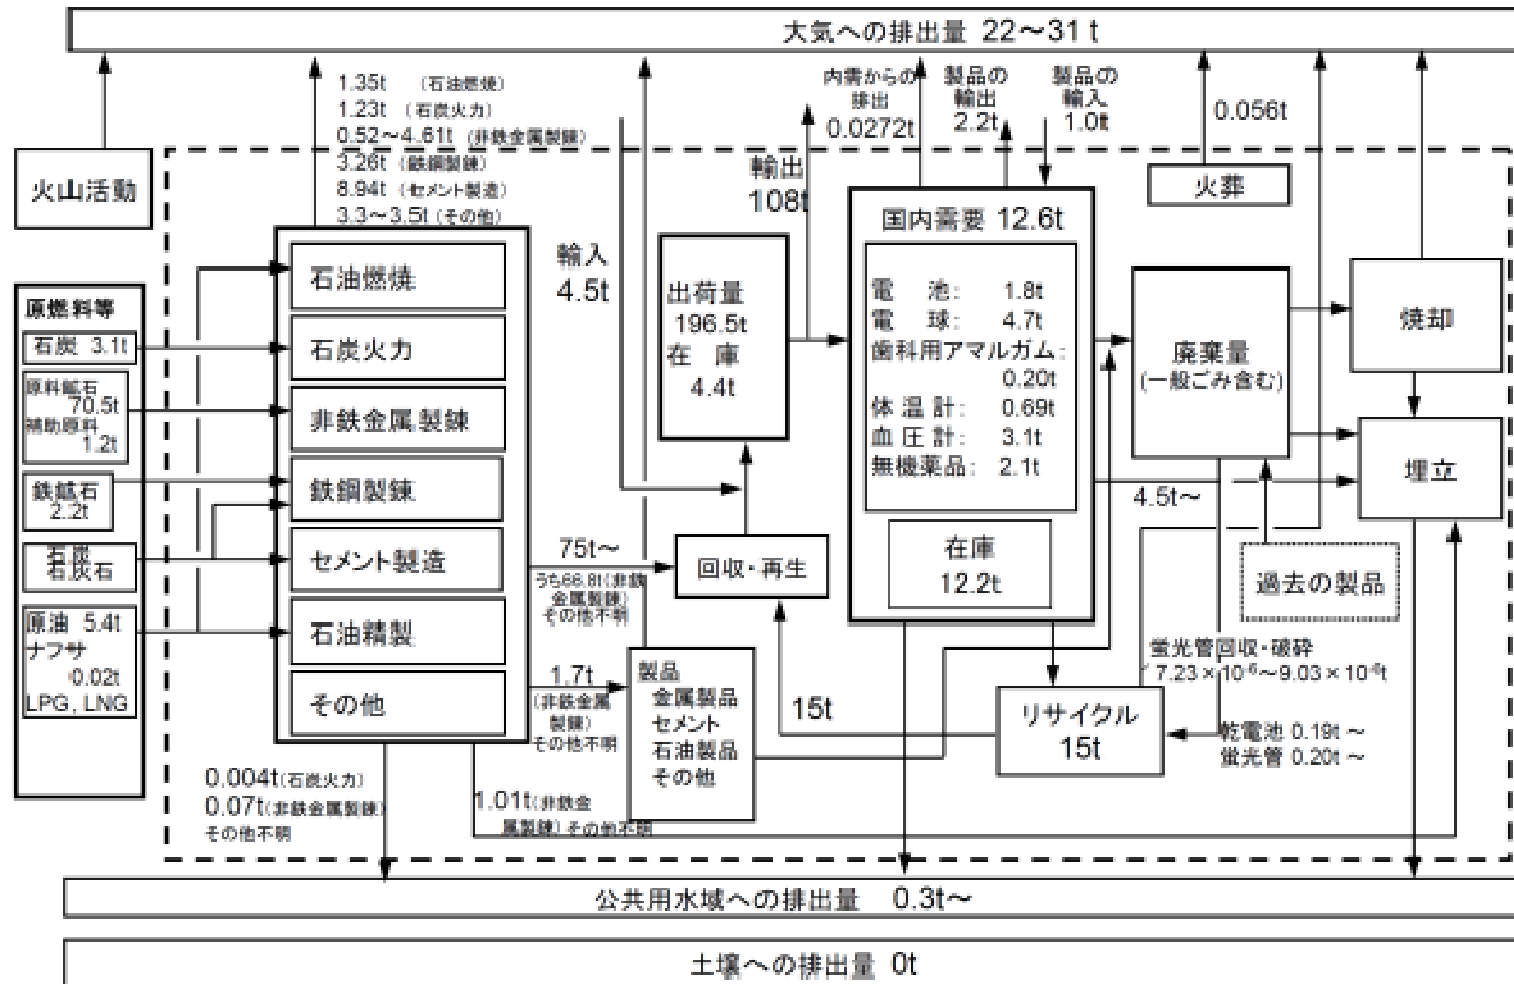 大気への排出量 22〜31 t
1.35t (石油燃焼)
1.23t (石炭火力)
0.52〜4.61t (非鉄金属製錬)
3.26t (鉄鋼製錬)
8.94t (セメント製造)
3.3〜3.5t (その他)
内需からの
排出
0.0272t
製品の
輸出
2.2t
製品の
輸入
1.0t
0.056t
火山活動
火葬
輸出
108t
輸入
4.5t
原燃料等
石炭 3.1t
原料鉱石
70.5t
補助原料
1.2t
鉄鉱石
2.2t
石炭
石灰石
原油 5.4t
ナフサ
0.02t
LPG, LNG
石油燃焼
石炭火力
非鉄金属製錬
鉄鋼製錬
セメント製造
石油精製
その他
出荷量
196.5t
在 庫
4.4t
国内需要 12.6t
電 池: 1.8t
電 球: 4.7t
歯科用アマルガム:
0.20t
体 温 計: 0.69t
血 圧 計: 3.1t
無機薬品: 2.1t
在庫
12.2t
廃棄量
(一般ごみ含む)
焼却
埋立
4.5t〜
過去の製品
75t〜
うち66.8t(非鉄
金属製錬)
その他不明
回収・再生
1.7t
(非鉄金属
製錬)
その他不明
製品
金属製品
セメント
石油製品
その他
15t
リサイクル
15t
蛍光管回収・破砕
7.23×10⁻⁶〜9.03×10⁻⁶t
乾電池 0.19t 〜
蛍光管 0.20t 〜
0.004t(石炭火力)
0.07t(非鉄金属製錬)
その他不明
1.01t(非鉄金
属製錬) その他不明
公共用水域への排出量 0.3t〜
土壌への排出量 0t